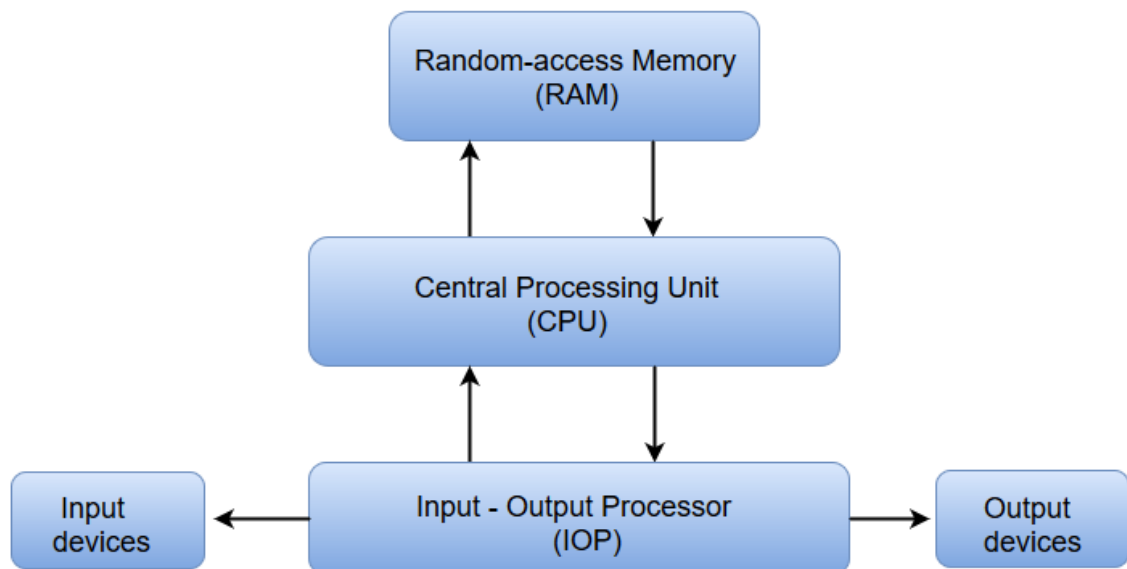 Random-access Memory
(RAM)
Central Processing Unit
(CPU)
Input
devices
Input - Output Processor
(IOP)
Output
devices